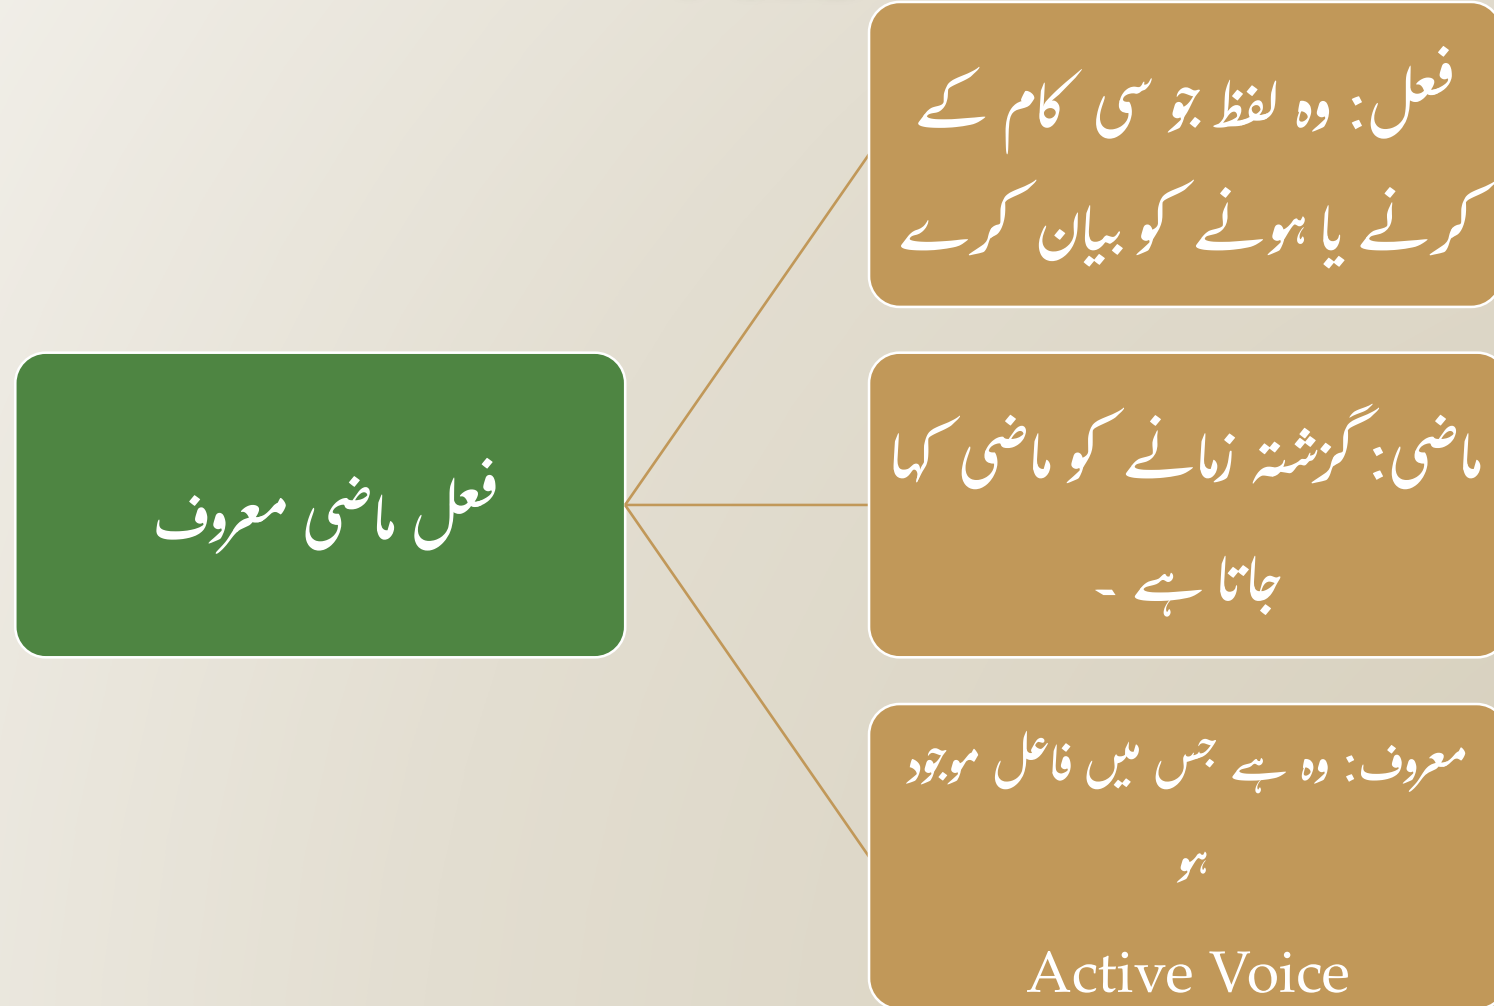 فعل ماضی معروف
فعل: وہ لفظ جو سی کام کے
کرنے یا ہونے کو بیان کرے
ماضی: گزشتہ زمانے کو ماضی کہا
جاتا ہے ۔
معروف: وہ ہے جس میں فاعل موجود
ہو
Active Voice